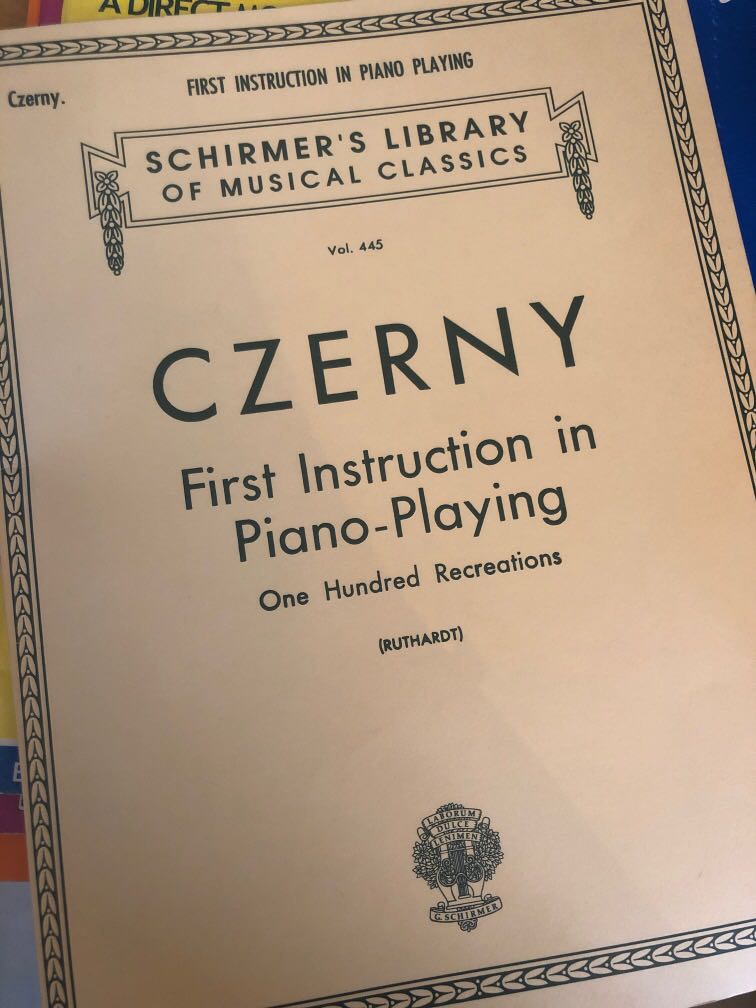 A DIRECT
Czerny.
FIRST INSTRUCTION IN PIANO PLAYING
SCHIRMER'S LIBRARY
OF MUSICAL CLASSICS
Vol. 445
CZERNY
First Instruction in
Piano-Playing
One Hundred Recreations
(RUTHARDT)
LABORUM
DULCE
LENIMEN
G. SCHIRMER